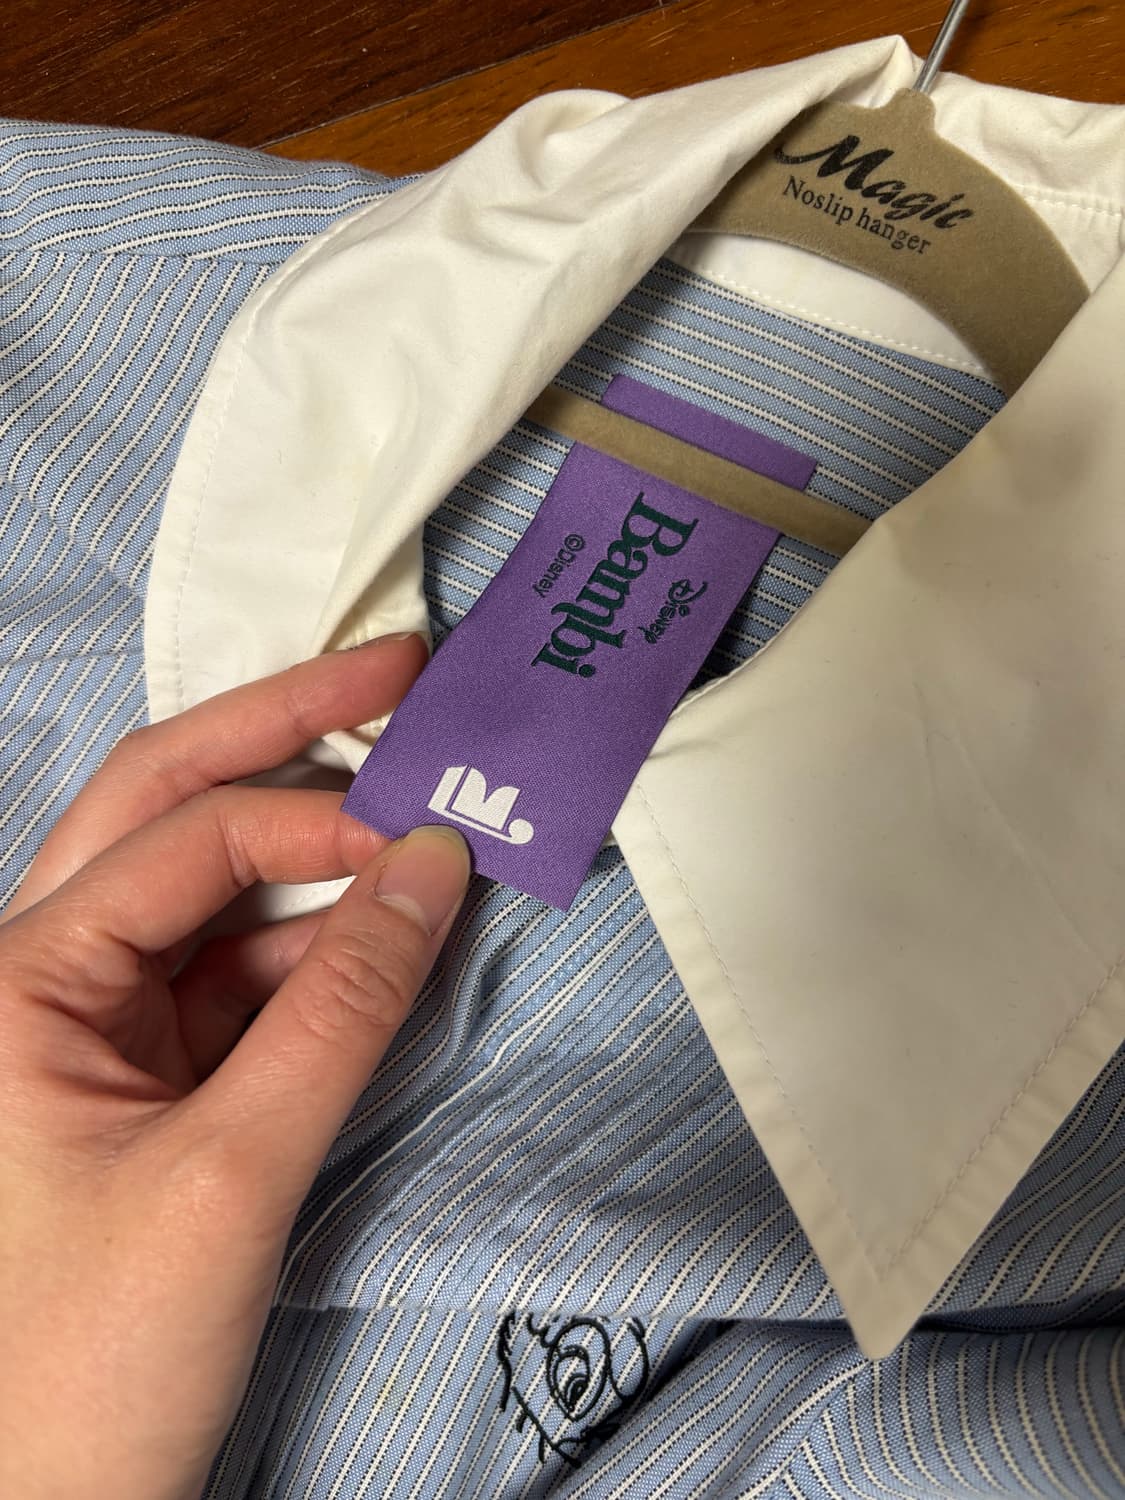 Magic
Noslip hanger
Disney
Bambi
©Disney